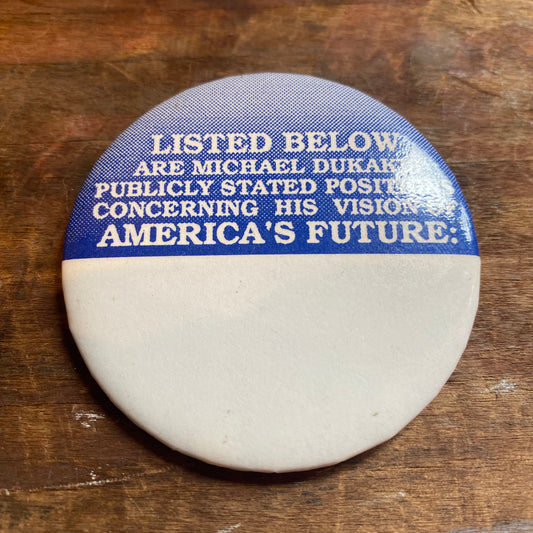 LISTED BELOW
ARE MICHAEL DUKAKIS
PUBLICLY STATED POSITIONS
CONCERNING HIS VISION OF
AMERICA'S FUTURE: